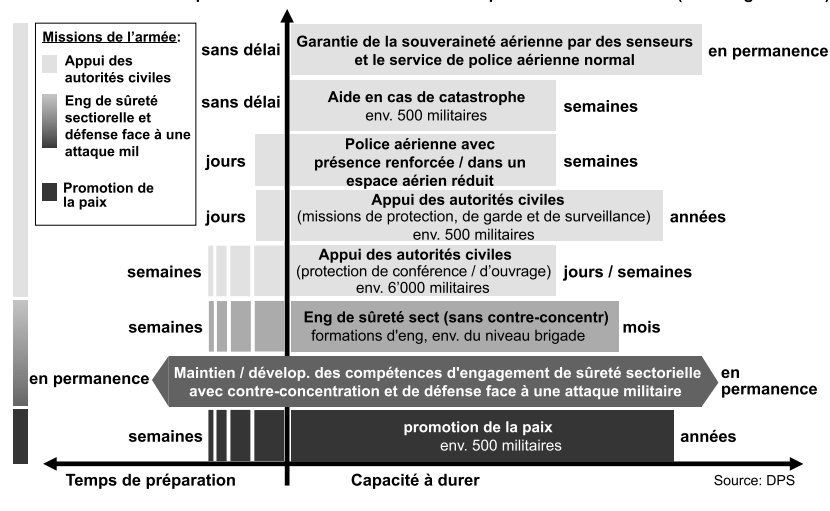 Missions de l'armée:
Appui des
autorités civiles
Eng de sûreté
sectiorelle et
défense face à une
attaque mil
Promotion de
la paix
sans délai
Garantie de la souveraineté aérienne par des senseurs
et le service de police aérienne normal
en permanence
sans délai
Aide en cas de catastrophe
env. 500 militaires
semaines
jours
Police aérienne avec
présence renforcée / dans un
espace aérien réduit
semaines
jours
Appui des autorités civiles
(missions de protection, de garde et de surveillance)
env. 500 militaires
années
semaines
Appui des autorités civiles
(protection de conférence / d'ouvrage)
env. 6'000 militaires
jours / semaines
semaines
Eng de sûreté sect (sans contre-concentr)
formations d'eng, env. du niveau brigade
mois
en permanence
Maintien / dévelop. des compétences d'engagement de sûreté sectorielle
avec contre-concentration et de défense face à une attaque militaire
en
permanence
semaines
promotion de la paix
env. 500 militaires
années
Temps de préparation
Capacité à durer
Source: DPS